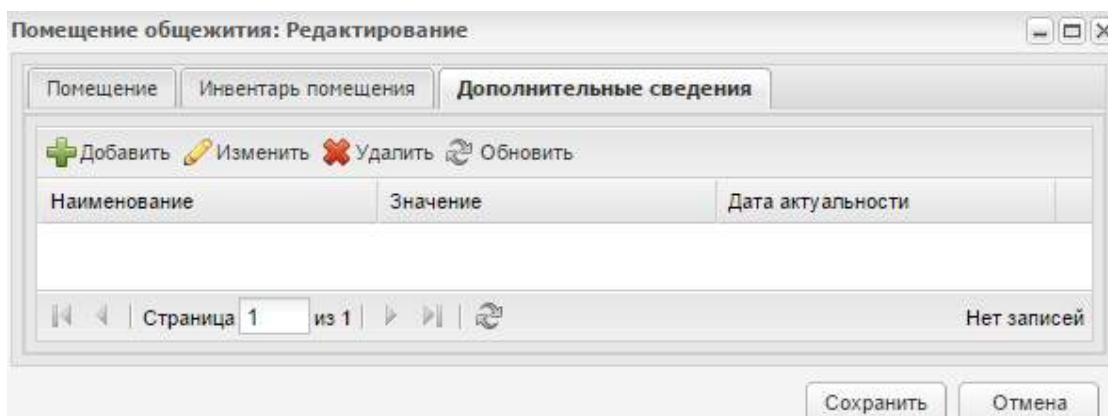 Помещение общежития: Редактирование
Помещение Инвентарь помещения Дополнительные сведения
Добавить Изменить Удалить Обновить
Наименование Значение Дата актуальности
Страница 1 из 1 Нет записей
Сохранить Отмена